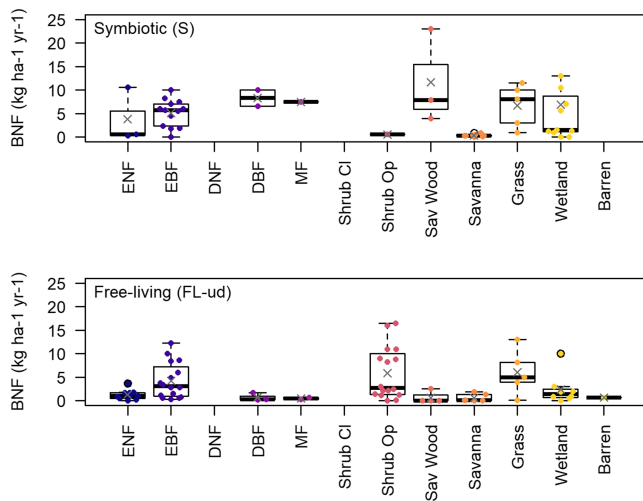 Symbiotic (S)
BNF (kg ha-1 yr-1)
25
20
15
10
5
0
ENF
EBF
DNF
DBF
MF
Shrub Cl
Shrub Op
Sav Wood
Savanna
Grass
Wetland
Barren
Free-living (FL-ud)
BNF (kg ha-1 yr-1)
25
20
15
10
5
0
ENF
EBF
DNF
DBF
MF
Shrub Cl
Shrub Op
Sav Wood
Savanna
Grass
Wetland
Barren